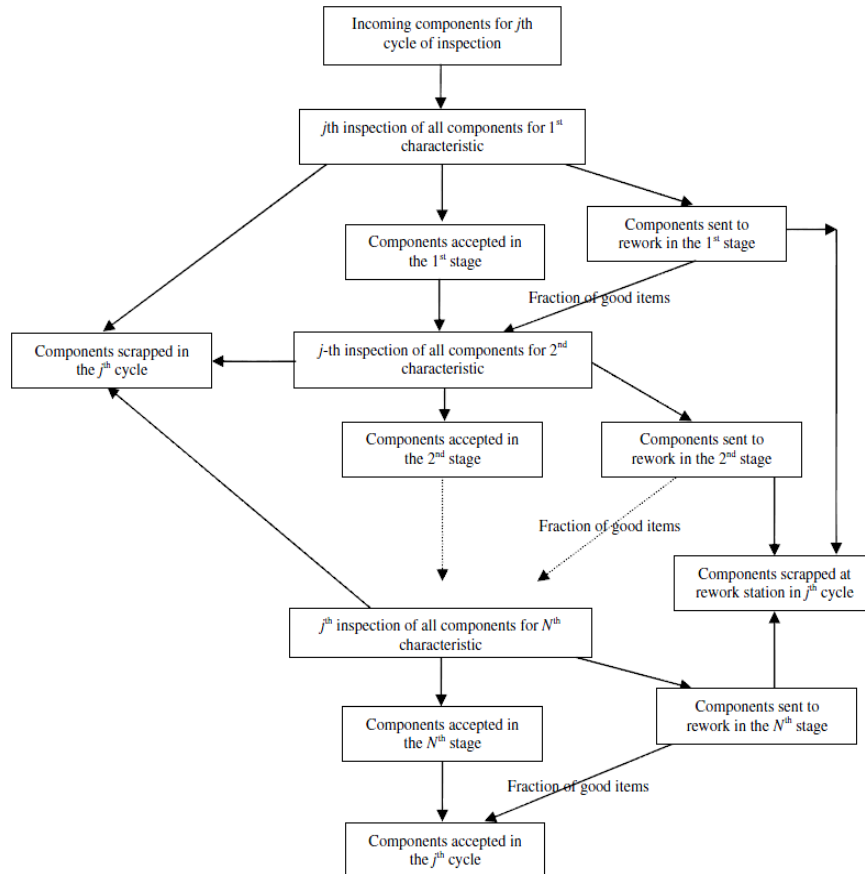 Incoming components for jth
cycle of inspection
jth inspection of all components for 1st
characteristic
Components accepted in
the 1st stage
Components sent to
rework in the 1st stage
Fraction of good items
Components scrapped in
the jth cycle
j-th inspection of all components for 2nd
characteristic
Components accepted in
the 2nd stage
Components sent to
rework in the 2nd stage
Fraction of good items
Components scrapped at
rework station in jth cycle
jth inspection of all components for Nth
characteristic
Components accepted in
the Nth stage
Components sent to
rework in the Nth stage
Fraction of good items
Components accepted in
the jth cycle